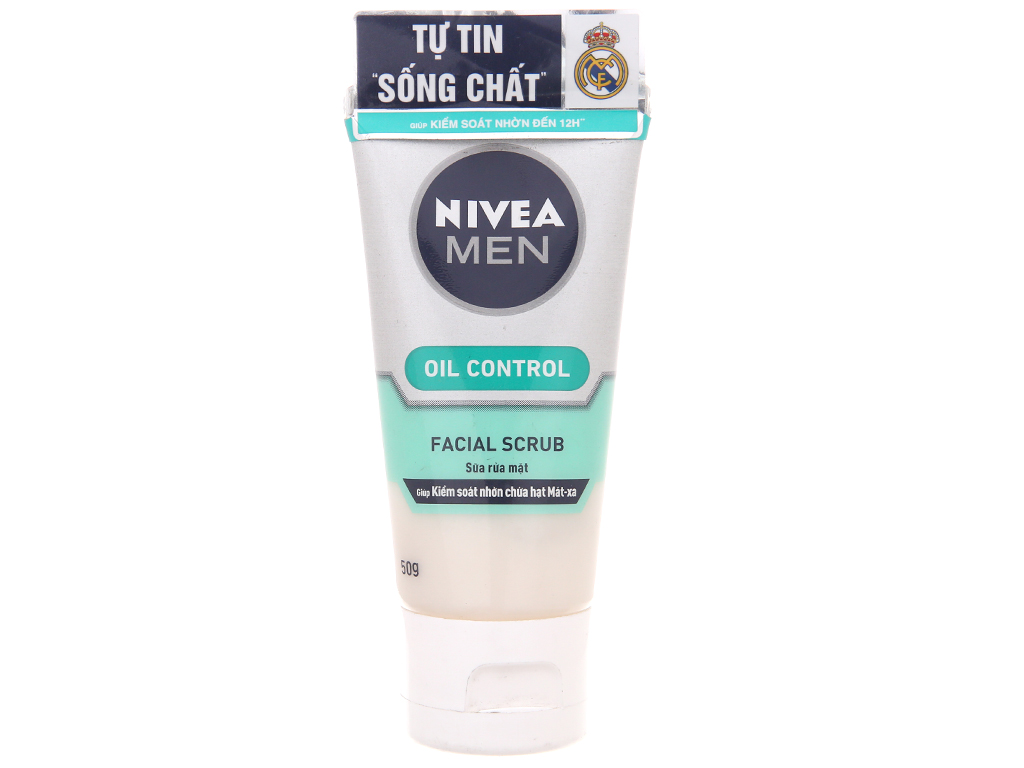 TỰ TIN
"SỐNG CHẤT"
GIÚP KIỂM SOÁT NHỜN ĐẾN 12H**
NIVEA
MEN
OIL CONTROL
FACIAL SCRUB
Sữa rửa mặt
Giúp Kiểm soát nhờn chứa hạt Mát-xa
50g